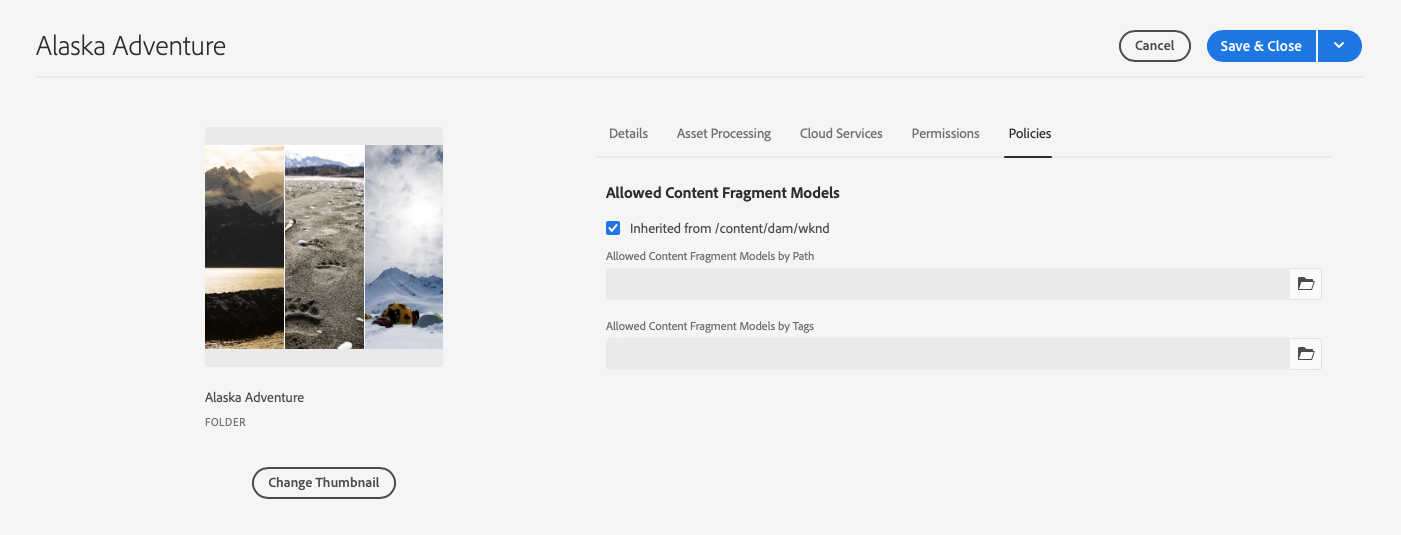 Alaska Adventure
Cancel
Save & Close
Details
Asset Processing
Cloud Services
Permissions
Policies
Allowed Content Fragment Models
Inherited from /content/dam/wknd
Allowed Content Fragment Models by Path
Allowed Content Fragment Models by Tags
Alaska Adventure
FOLDER
Change Thumbnail